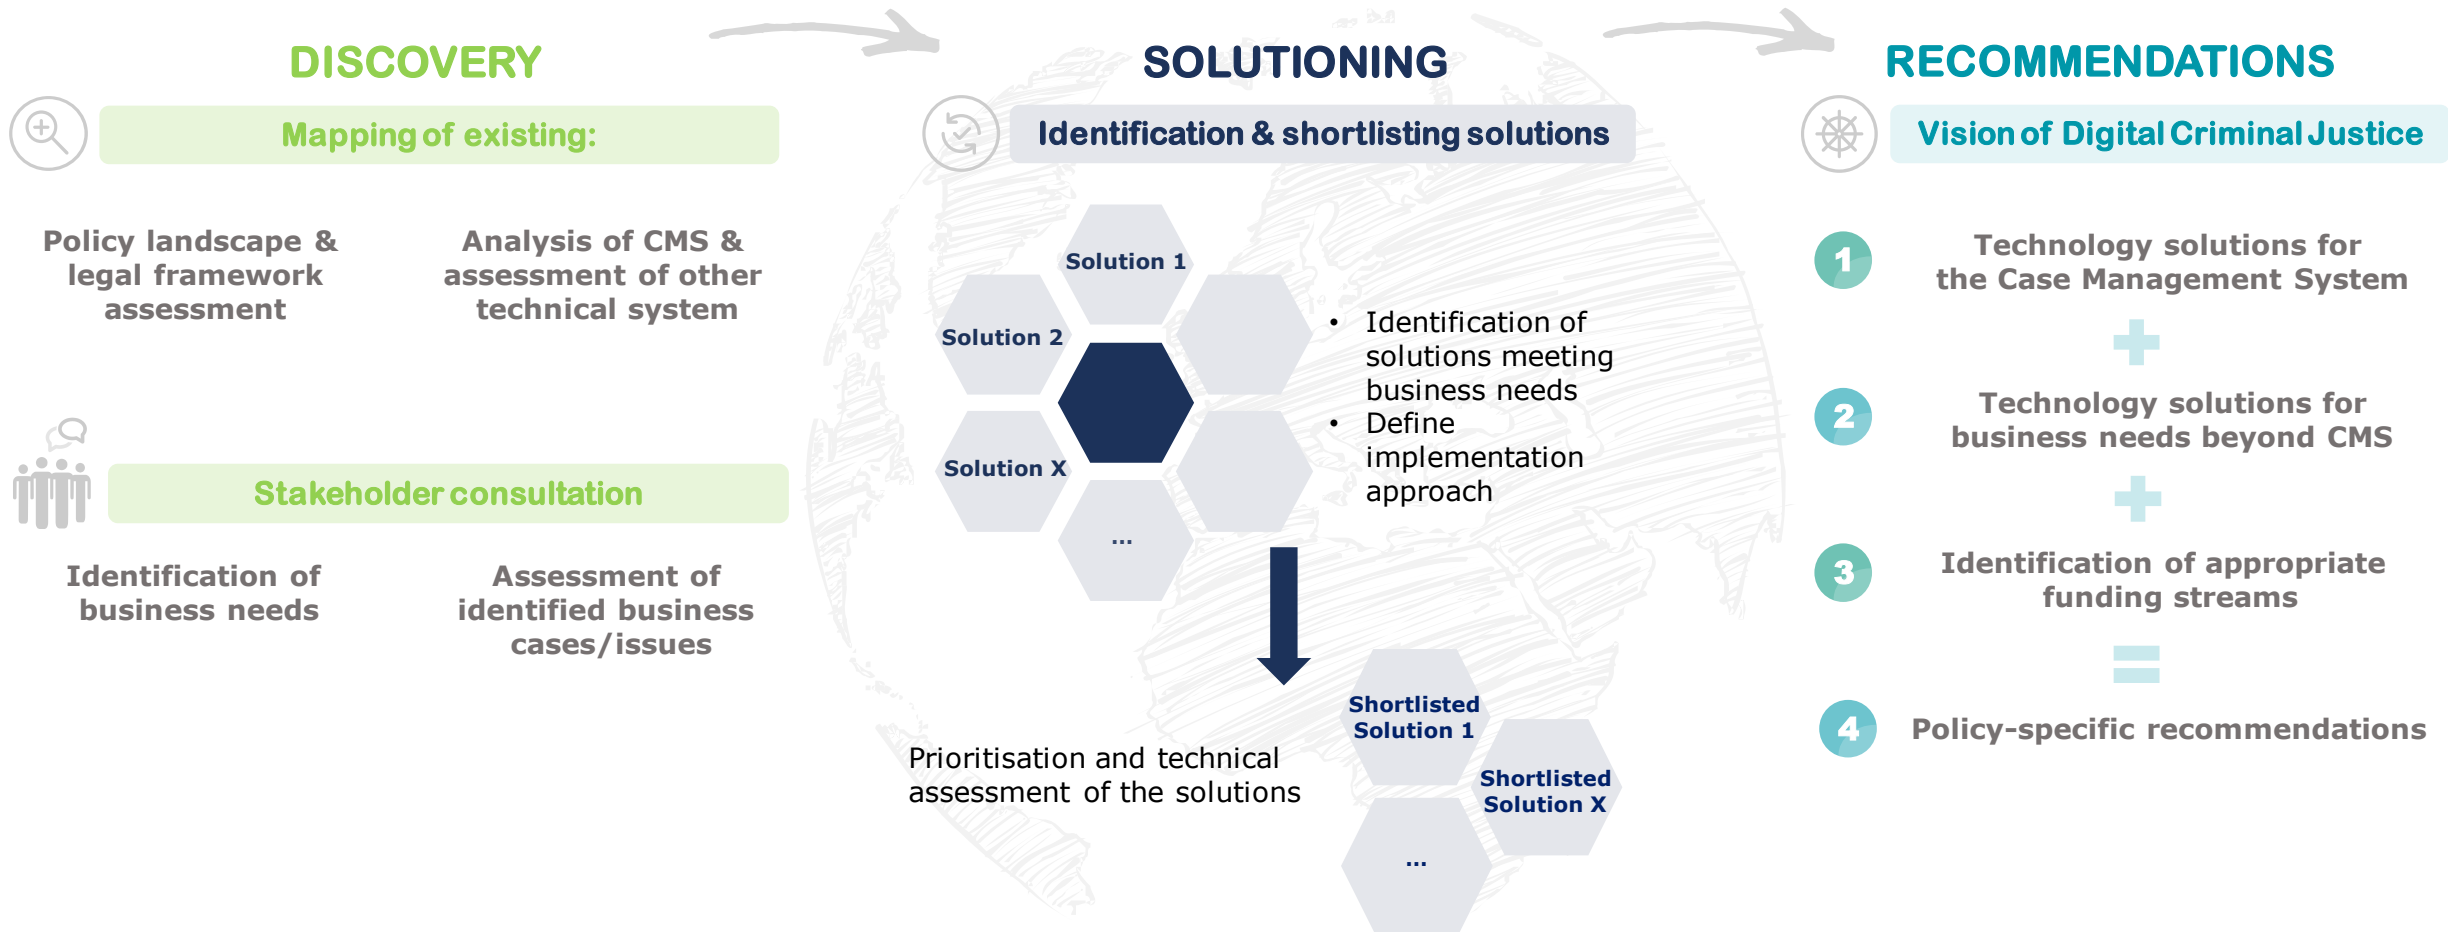 DISCOVERY
Mapping of existing:
Policy landscape &
legal framework
assessment
Analysis of CMS &
assessment of other
technical system
Stakeholder consultation
Identification of
business needs
Assessment of
identified business
cases/issues
SOLUTIONING
Identification & shortlisting solutions
Solution 1
Solution 2
Solution X
...
• Identification of
solutions meeting
business needs
• Define
implementation
approach
Prioritisation and technical
assessment of the solutions
Shortlisted
Solution 1
Shortlisted
Solution X
...
RECOMMENDATIONS
Vision of Digital Criminal Justice
1
Technology solutions for
the Case Management System
+
2
Technology solutions for
business needs beyond CMS
+
3
Identification of appropriate
funding streams
=
4
Policy-specific recommendations